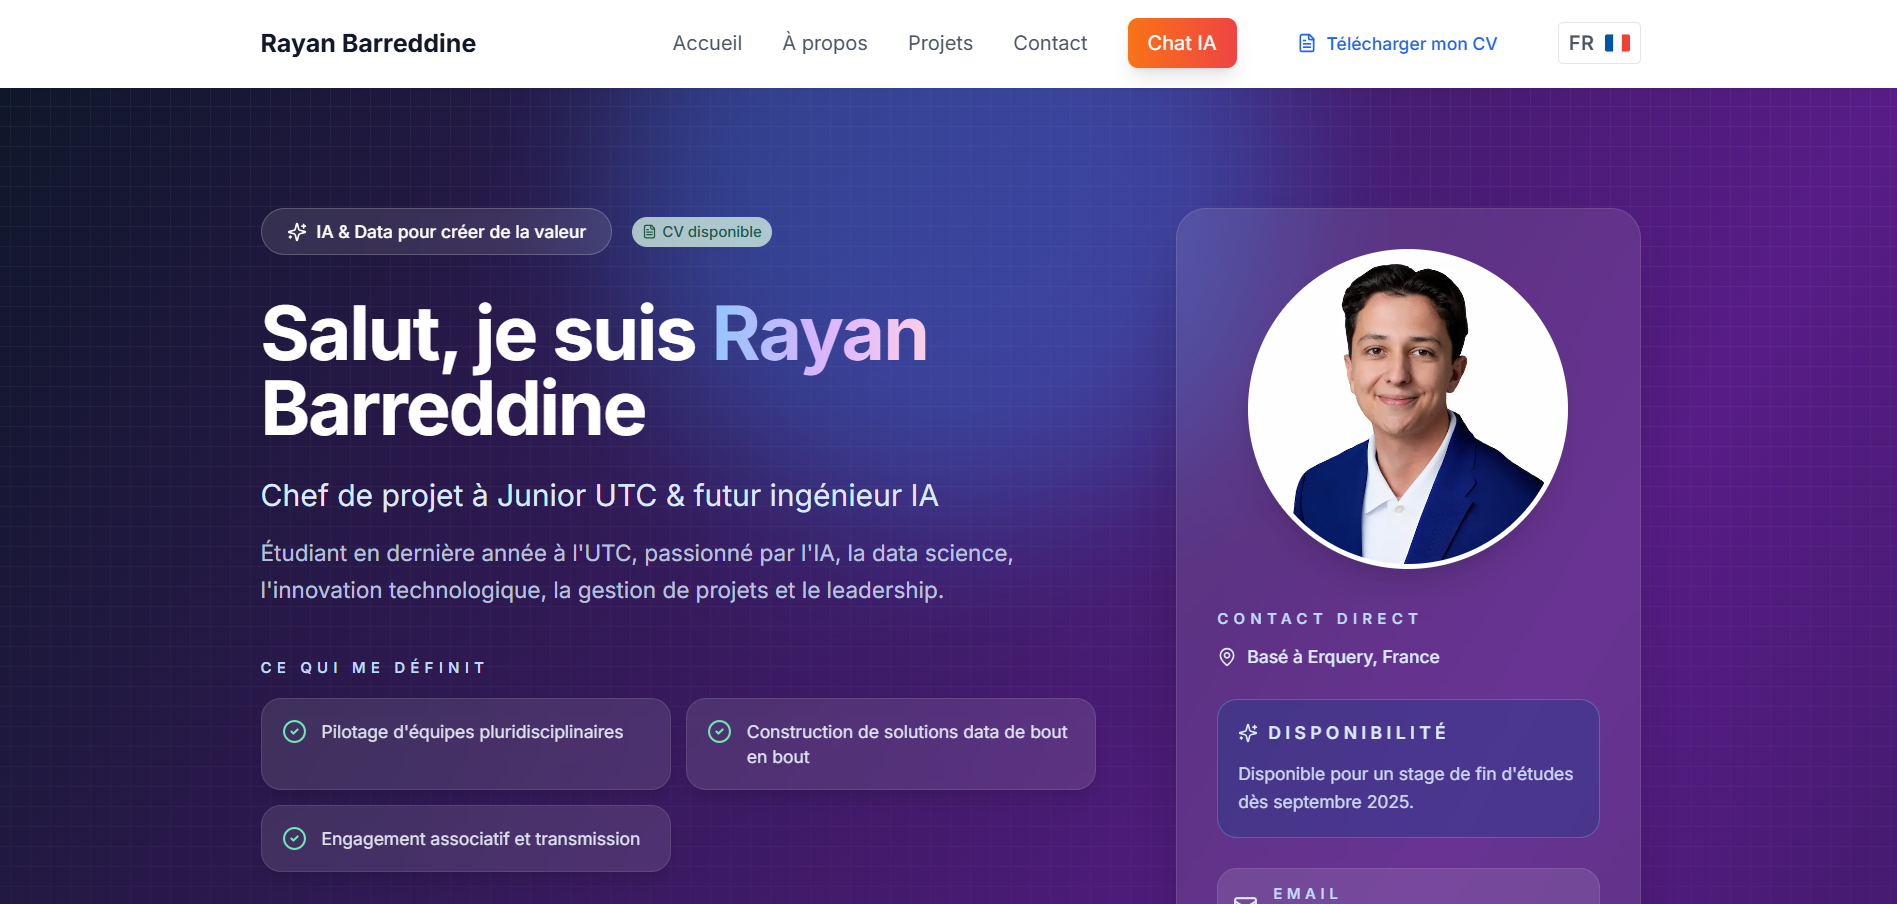 Rayan Barreddine
Accueil
À propos
Projets
Contact
Chat IA
Télécharger mon CV
FR
IA & Data pour créer de la valeur
CV disponible
Salut, je suis Rayan
Barreddine
Chef de projet à Junior UTC & futur ingénieur IA
Étudiant en dernière année à l'UTC, passionné par l'IA, la data science,
l'innovation technologique, la gestion de projets et le leadership.
CE QUI ME DÉFINIT
Pilotage d'équipes pluridisciplinaires
Construction de solutions data de bout
en bout
Engagement associatif et transmission
CONTACT DIRECT
Basé à Erquery, France
DISPONIBILITÉ
Disponible pour un stage de fin d'études
dès septembre 2025.
EMAIL